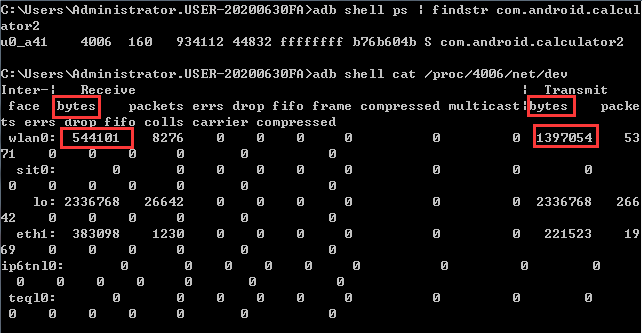 C:\Users\Administrator.USER-20200630FA>adb shell ps | findstr com.android.calcul
ator2
u0_a41    4006  160   934112 44832 ffffffff b76b604b S com.android.calculator2
C:\Users\Administrator.USER-20200630FA>adb shell cat /proc/4006/net/dev
Inter-|   Receive                                                |  Transmit
 face |bytes    packets errs drop fifo frame compressed multicast|bytes    packe
ts errs drop fifo colls carrier compressed
 wlan0:  544101    8276    0    0    0     0          0         0  1397054    53
71    0    0    0     0       0          0
  sit0:       0       0    0    0    0     0          0         0        0
 0    0    0    0     0       0          0
    lo: 2336768   26642    0    0    0     0          0         0  2336768   266
42    0    0    0     0       0          0
  eth1:  383098    1230    0    0    0     0          0         0   221523    19
69    0    0    0     0       0          0
ip6tnl0:       0       0    0    0    0     0          0         0        0
  0    0    0    0     0       0          0
 teql0:       0       0    0    0    0     0          0         0        0
 0    0    0    0     0       0          0